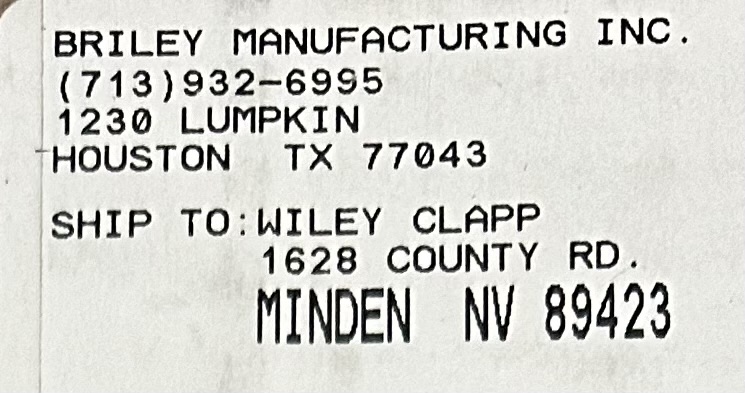 BRILEY MANUFACTURING INC.
(713)932-6995
1230 LUMPKIN
HOUSTON TX 77043
SHIP TO:WILEY CLAPP
1628 COUNTY RD.
MINDEN NV 89423